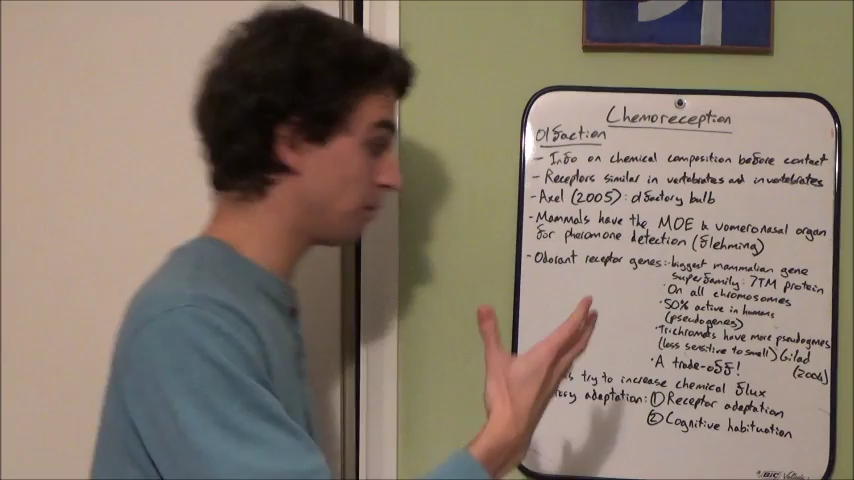 Chemoreception
Olfaction
- Info on chemical composition before contact
- Receptors similar in vertebrates and invertebrates
- Axel (2005): olfactory bulb
- Mammals have the MOE & vomeronasal organ
for pheromone detection (flehming)
- Odorant receptor genes: · biggest mammalian gene
superfamily: 7TM protein
· On all chromosomes
· 50% active in humans
(pseudogenes)
· Trichromats have more pseudogenes
(less sensitive to smell) Gilad
(2004)
· A trade-off!
try to increase chemical flux
adaptation: ① Receptor adaptation
② Cognitive habituation
BIC